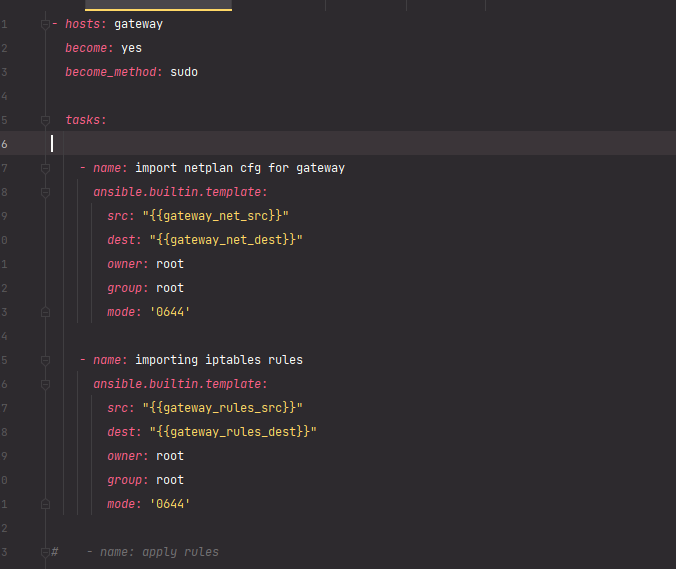 1 - hosts: gateway
2 become: yes
3 become_method: sudo
4
5 tasks:
6
7 - name: import netplan cfg for gateway
8 ansible.builtin.template:
9 src: "{{gateway_net_src}}"
0 dest: "{{gateway_net_dest}}"
1 owner: root
2 group: root
3 mode: '0644'
4
5 - name: importing iptables rules
6 ansible.builtin.template:
7 src: "{{gateway_rules_src}}"
8 dest: "{{gateway_rules_dest}}"
9 owner: root
0 group: root
1 mode: '0644'
2
3 # - name: apply rules